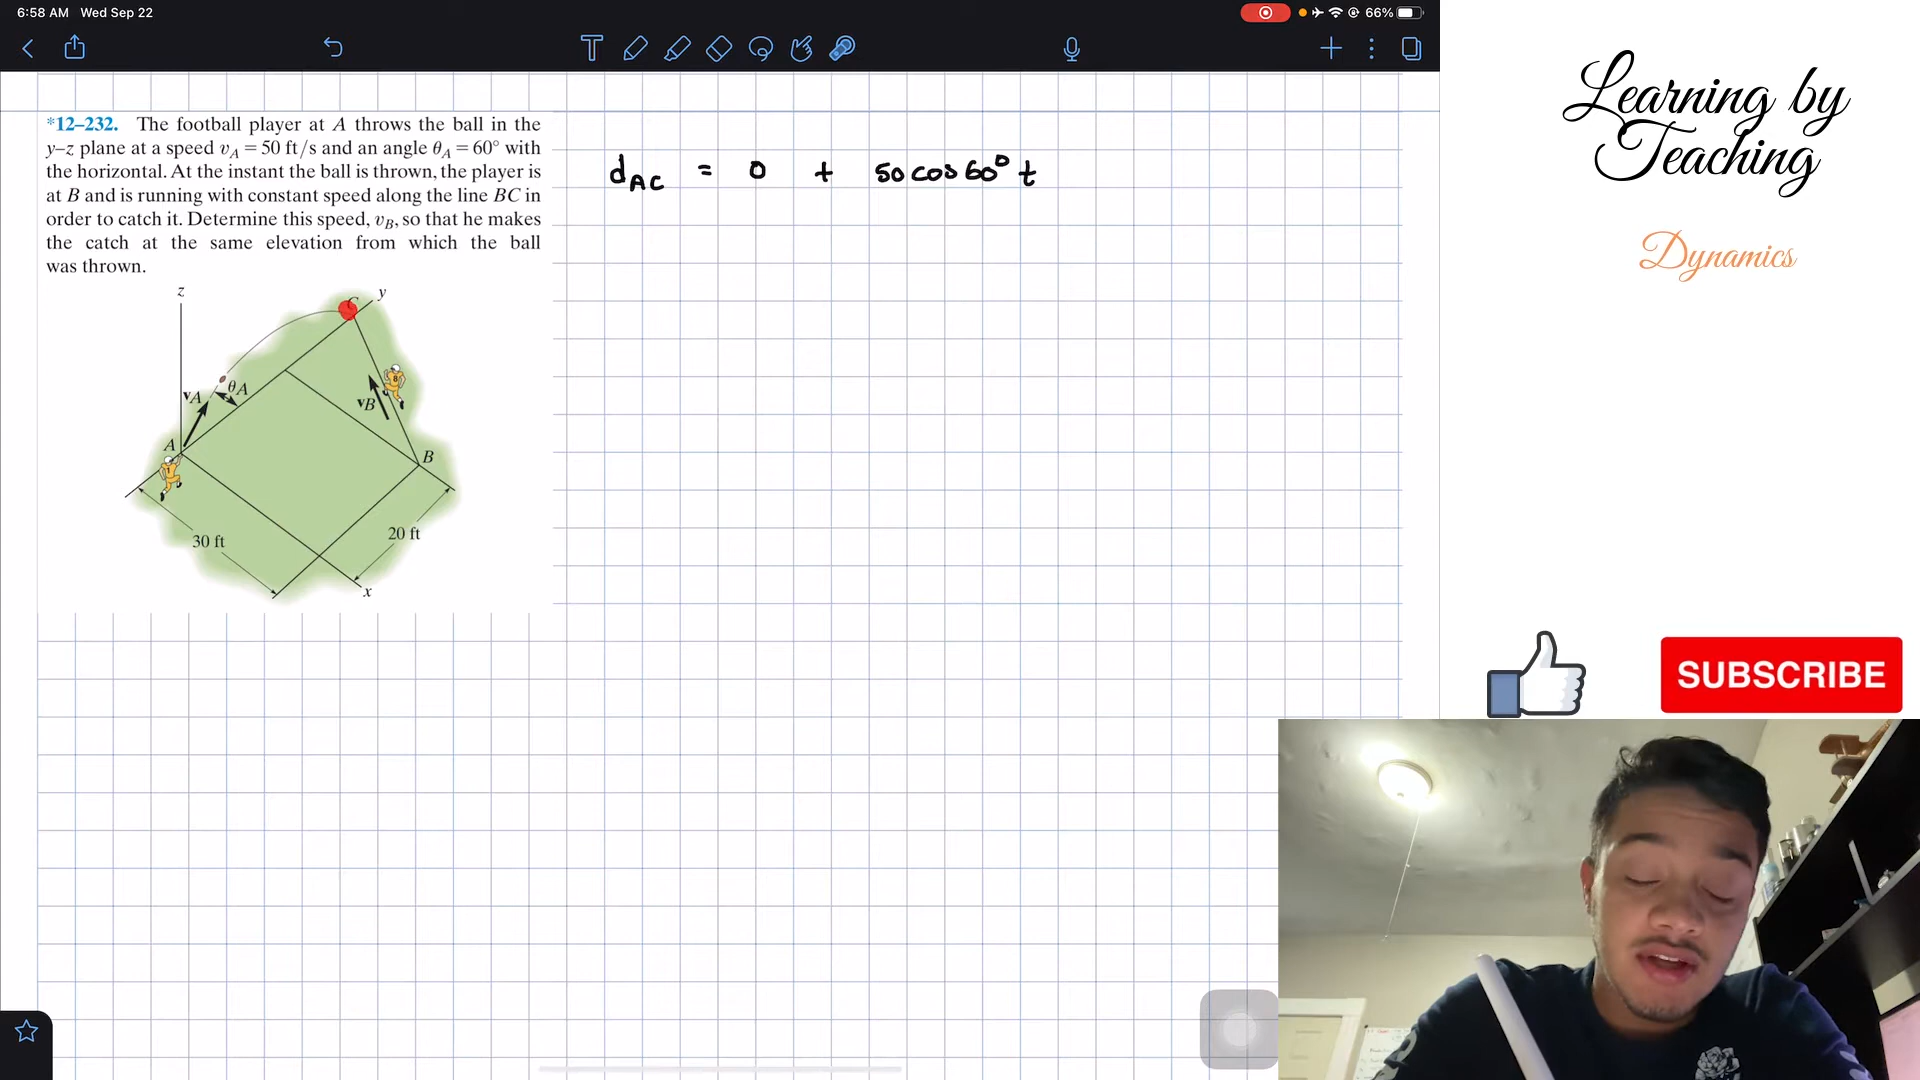 6:58 AM Wed Sep 22
66%
*12–232. The football player at A throws the ball in the
y–z plane at a speed vA = 50 ft/s and an angle θA = 60° with
the horizontal. At the instant the ball is thrown, the player is
at B and is running with constant speed along the line BC in
order to catch it. Determine this speed, vB, so that he makes
the catch at the same elevation from which the ball
was thrown.
dAC = 0 + 50 cos 60° t
z
C
y
θA
vA
vB
A
B
30 ft
20 ft
x
Learning by
Teaching
Dynamics
SUBSCRIBE